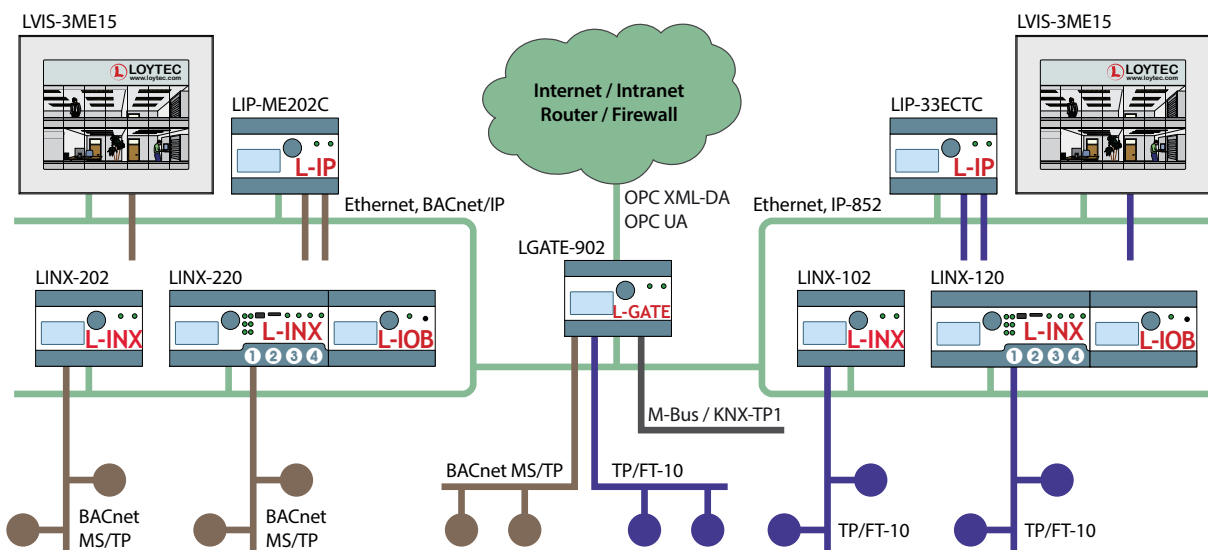 LVIS-3ME15
LOYTEC
www.loytec.com
LIP-ME202C
L-IP
Internet / Intranet
Router / Firewall
LVIS-3ME15
LOYTEC
www.loytec.com
LIP-33ECTC
L-IP
Ethernet, BACnet/IP
OPC XML-DA
OPC UA
Ethernet, IP-852
LGATE-902
L-GATE
LINX-202
L-INX
LINX-220
L-INX
1 2 3 4
L-IOB
LINX-102
L-INX
LINX-120
L-INX
1 2 3 4
L-IOB
M-Bus / KNX-TP1
BACnet MS/TP
TP/FT-10
BACnet
MS/TP
BACnet
MS/TP
TP/FT-10
TP/FT-10